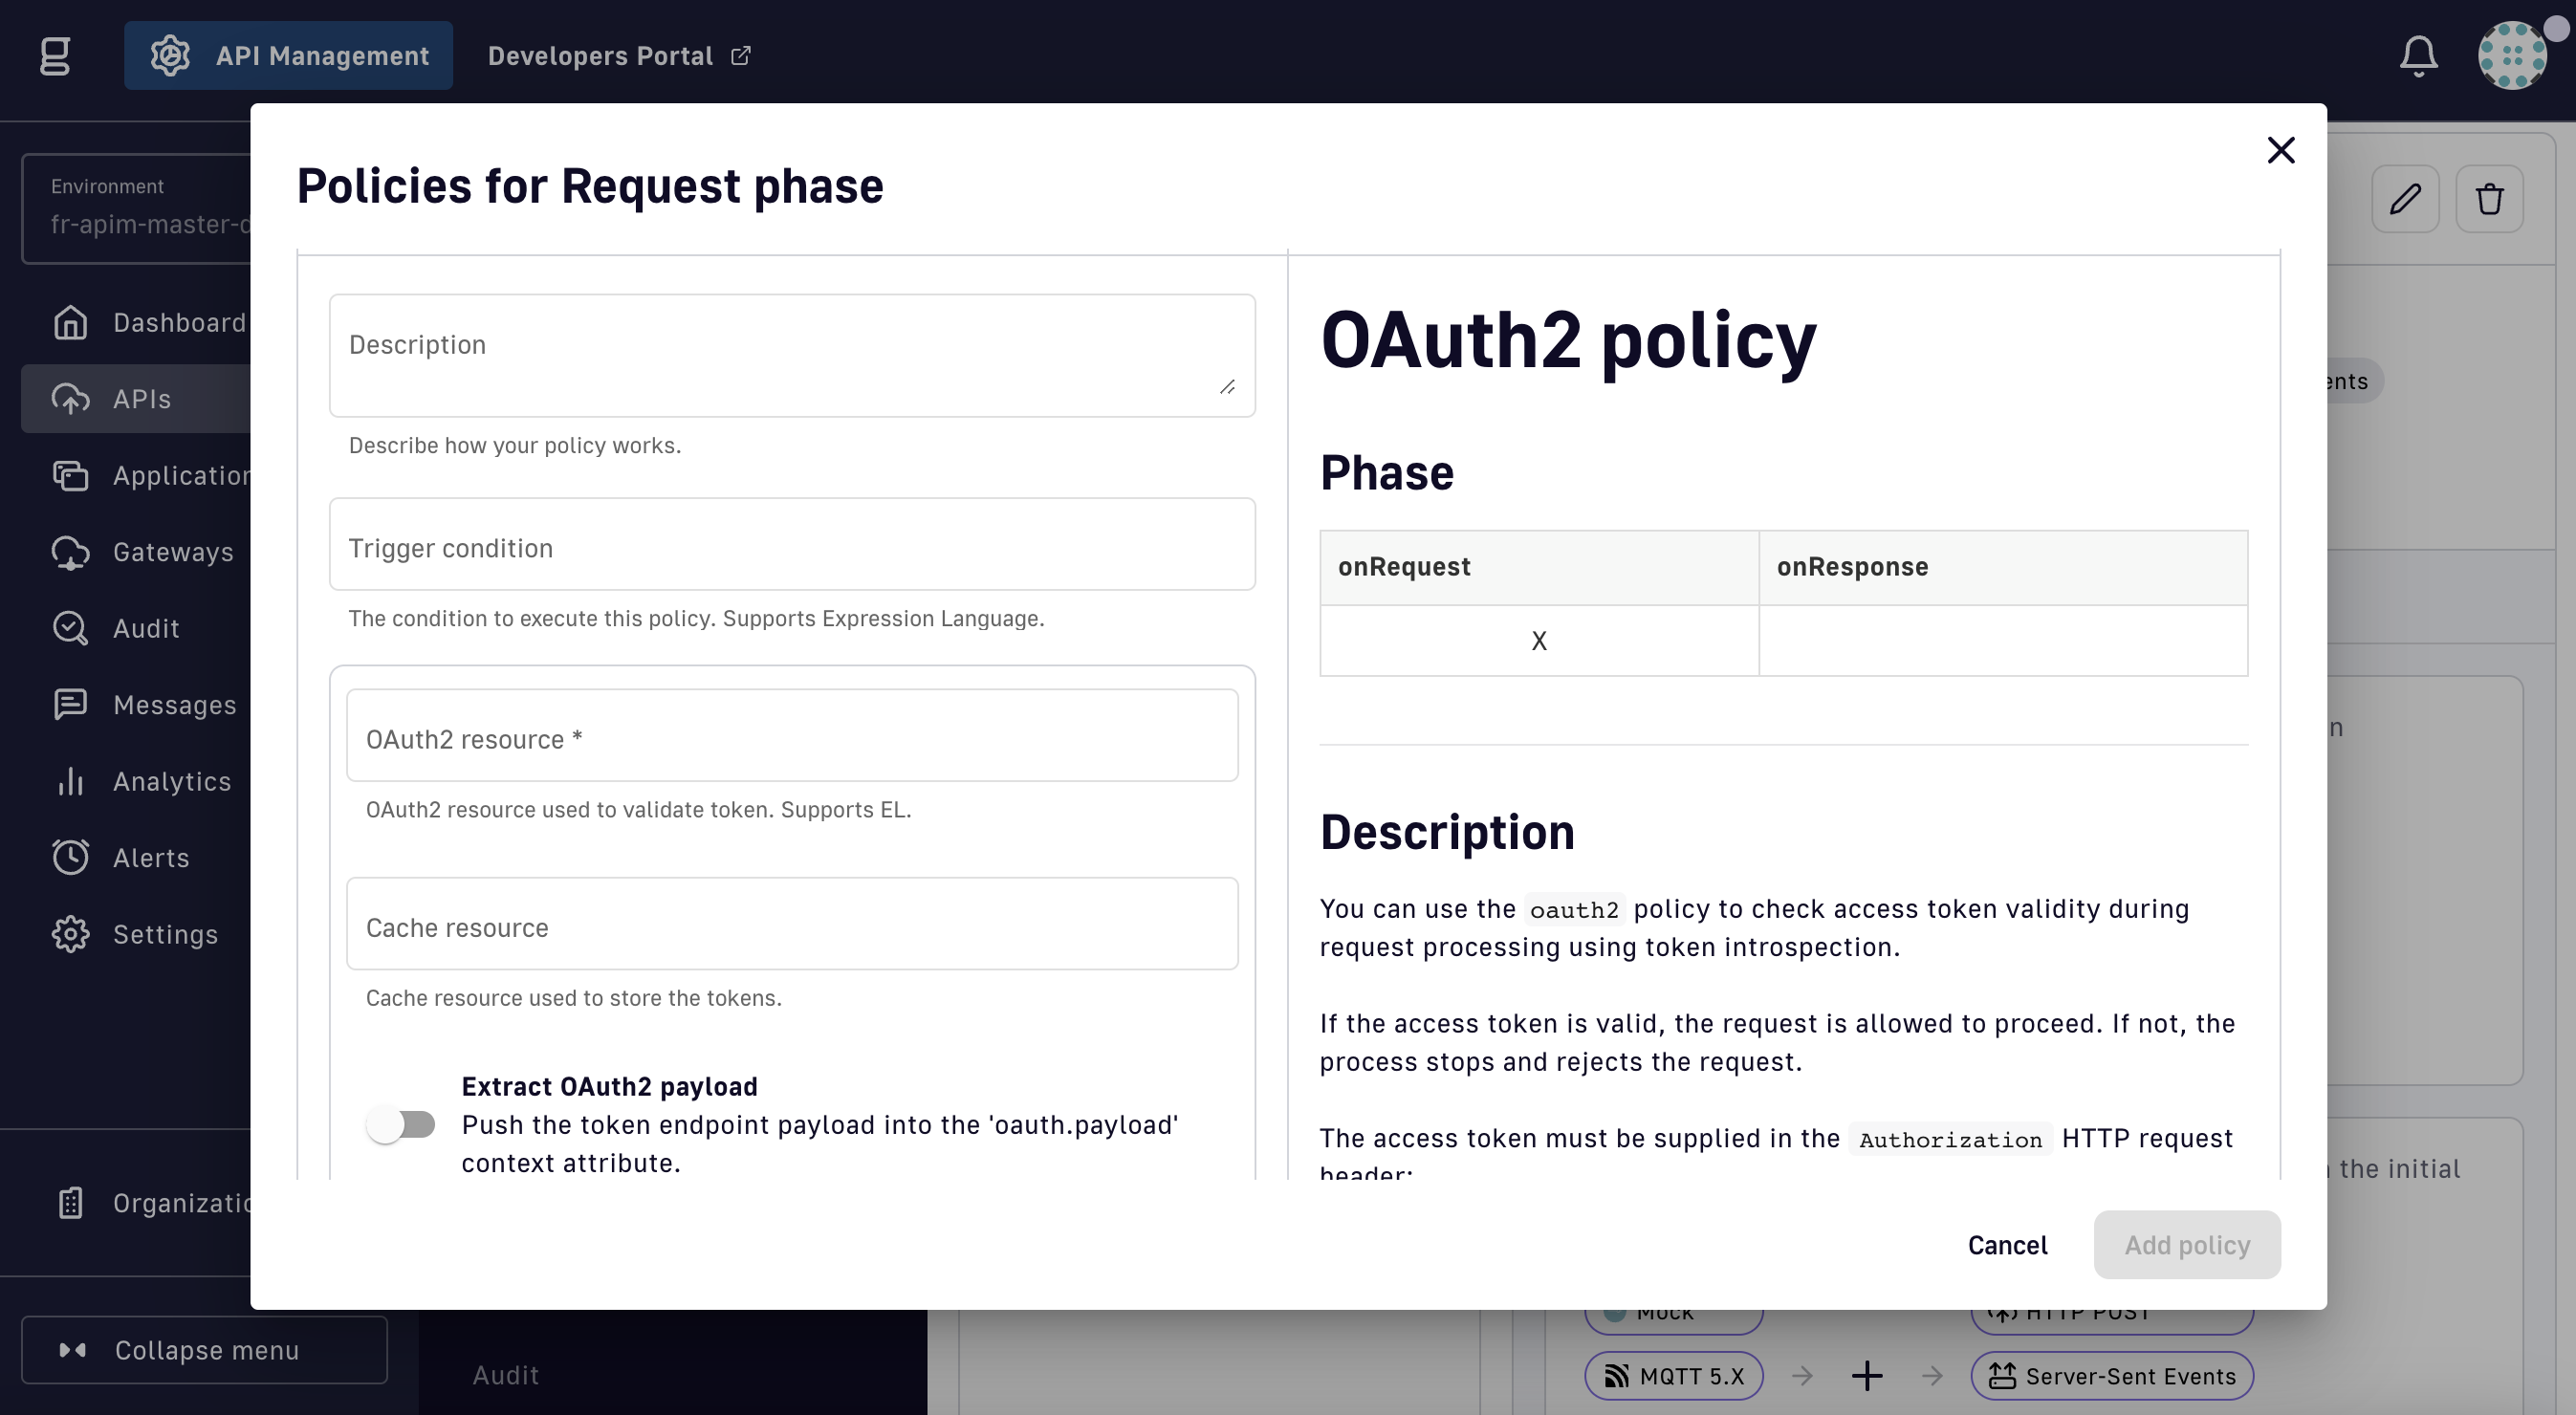 API Management
Developers Portal
Environment
fr-apim-master-d
Dashboard
APIs
Application
Gateways
Audit
Messages
Analytics
Alerts
Settings
Organizatio
Collapse menu
Audit
Policies for Request phase
Description
Describe how your policy works.
Trigger condition
The condition to execute this policy. Supports Expression Language.
OAuth2 resource *
OAuth2 resource used to validate token. Supports EL.
Cache resource
Cache resource used to store the tokens.
Extract OAuth2 payload
Push the token endpoint payload into the 'oauth.payload'
context attribute.
OAuth2 policy
Phase
onRequest onResponse
X
Description
You can use the oauth2 policy to check access token validity during
request processing using token introspection.
If the access token is valid, the request is allowed to proceed. If not, the
process stops and rejects the request.
The access token must be supplied in the Authorization HTTP request
header:
Cancel
Add policy
ents
n
the initial
Mock
HTTP POST
MQTT 5.X
Server-Sent Events